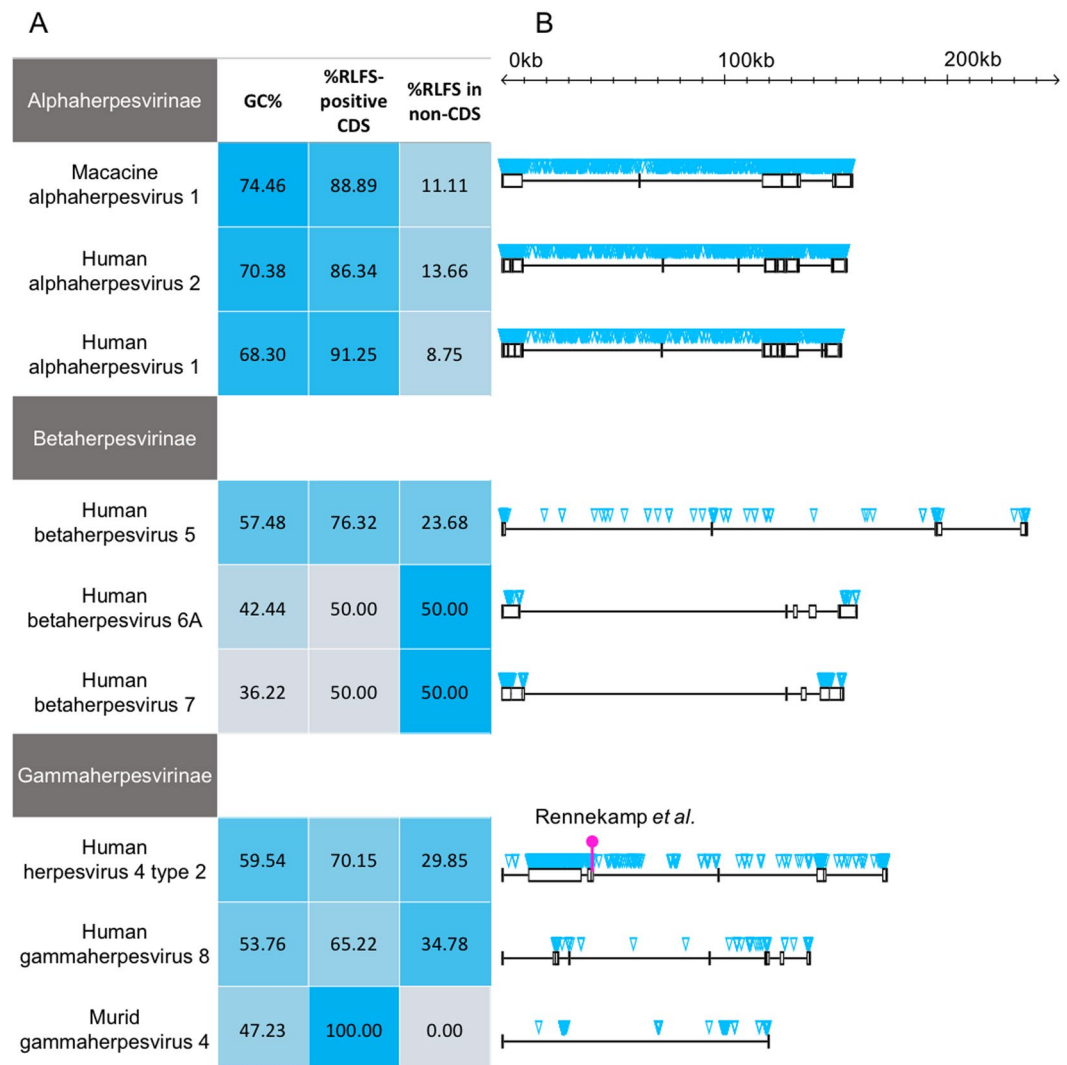 A
B
0kb 100kb 200kb
Alphaherpesvirinae
GC%
%RLFS-
positive
CDS
%RLFS in
non-CDS
Macacine
alphaherpesvirus 1
74.46 88.89 11.11
Human
alphaherpesvirus 2
70.38 86.34 13.66
Human
alphaherpesvirus 1
68.30 91.25 8.75
Betaherpesvirinae
Human
betaherpesvirus 5
57.48 76.32 23.68
Human
betaherpesvirus 6A
42.44 50.00 50.00
Human
betaherpesvirus 7
36.22 50.00 50.00
Gammaherpesvirinae
Rennekamp et al.
Human
herpesvirus 4 type 2
59.54 70.15 29.85
Human
gammaherpesvirus 8
53.76 65.22 34.78
Murid
gammaherpesvirus 4
47.23 100.00 0.00